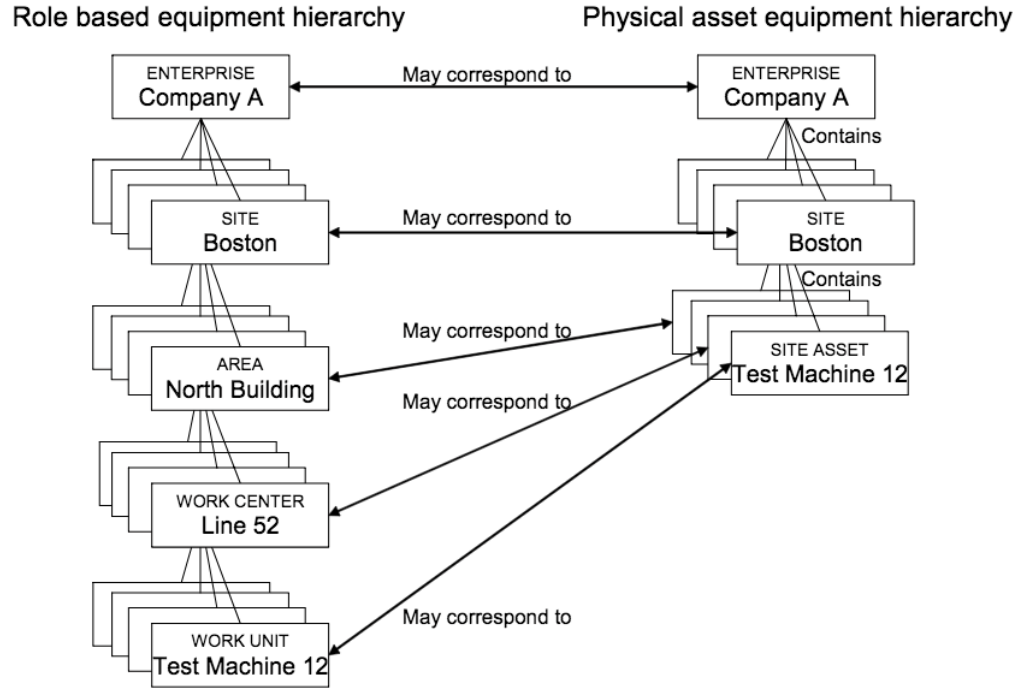 Role based equipment hierarchy
Physical asset equipment hierarchy
ENTERPRISE
Company A
May correspond to
ENTERPRISE
Company A
Contains
SITE
Boston
May correspond to
SITE
Boston
Contains
AREA
North Building
May correspond to
SITE ASSET
Test Machine 12
May correspond to
WORK CENTER
Line 52
May correspond to
WORK UNIT
Test Machine 12